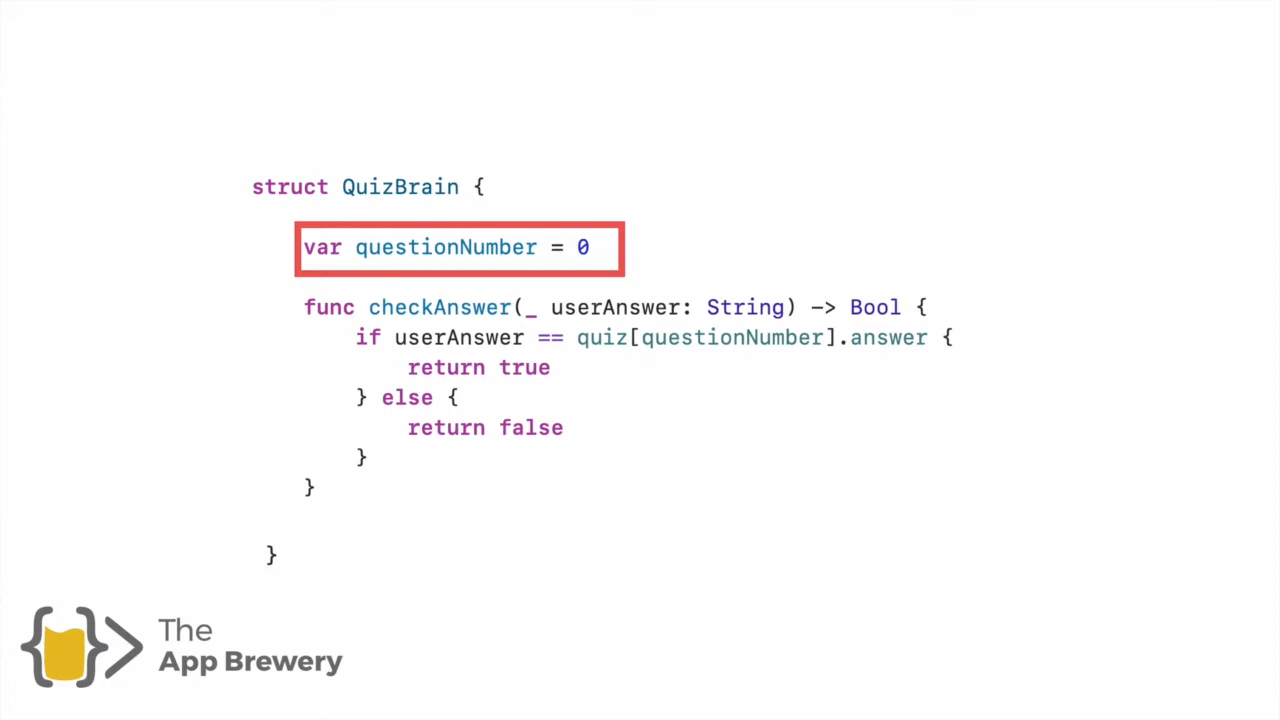 struct QuizBrain {
var questionNumber = 0
func checkAnswer(_ userAnswer: String) -> Bool {
if userAnswer == quiz[questionNumber].answer {
return true
} else {
return false
}
}
}
The
App Brewery